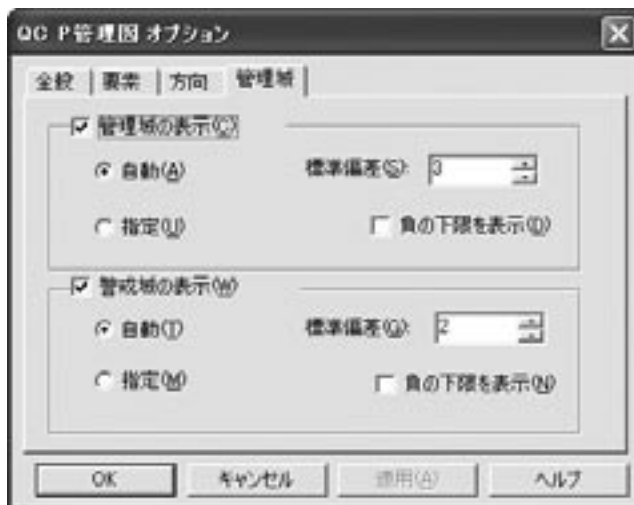 QC P管理図 オプション
全般 要素 方向 管理域
管理域の表示(C)
自動(A) 標準偏差(S): 3
指定(U) 負の下限を表示(D)
警戒域の表示(W)
自動(T) 標準偏差(G): 2
指定(M) 負の下限を表示(N)
OK キャンセル 適用(A) ヘルプ